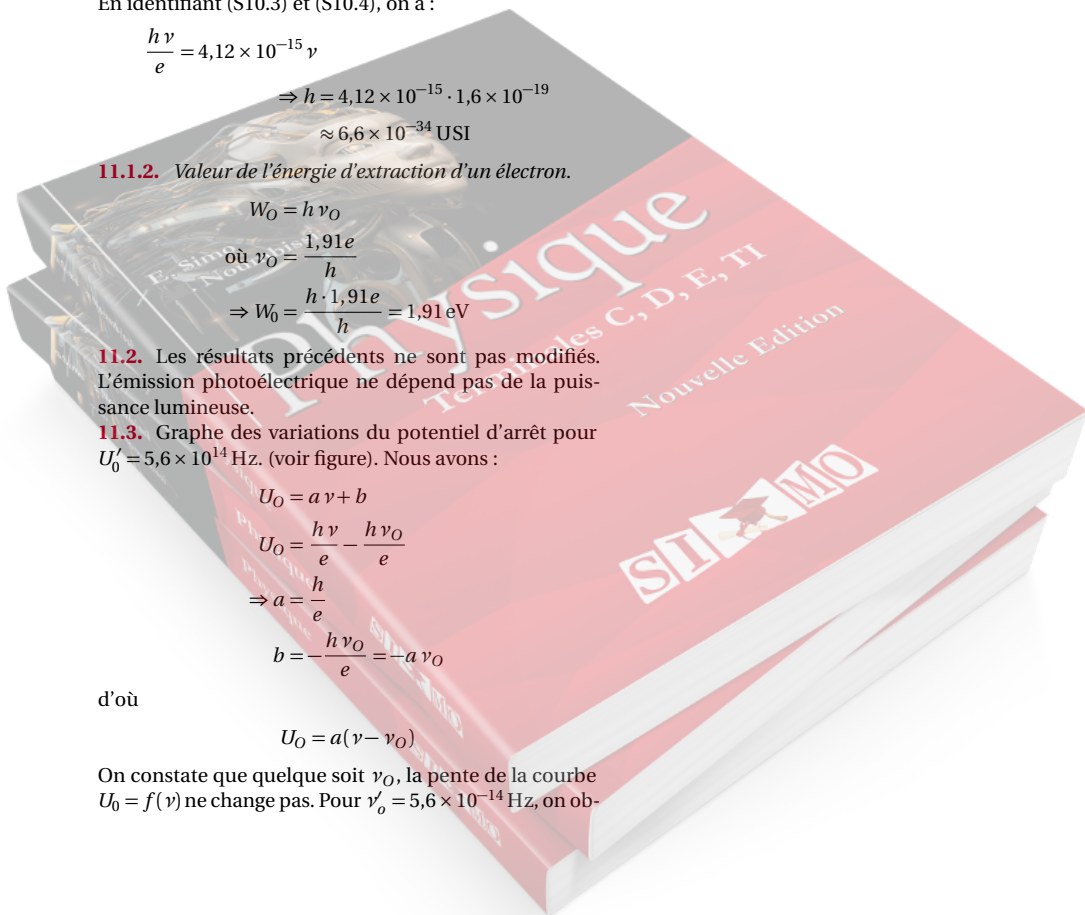 En identifiant (S10.3) et (S10.4), on a :
hν/e = 4,12 × 10⁻¹⁵ ν
⇒ h = 4,12 × 10⁻¹⁵ · 1,6 × 10⁻¹⁹
≈ 6,6 × 10⁻³⁴ USI
11.1.2. Valeur de l'énergie d'extraction d'un électron.
W_O = h ν_O
où ν_O = 1,91e/h
⇒ W_0 = h · 1,91e/h = 1,91 eV
11.2. Les résultats précédents ne sont pas modifiés.
L'émission photoélectrique ne dépend pas de la puis-
sance lumineuse.
11.3. Graphe des variations du potentiel d'arrêt pour
U′_0 = 5,6 × 10¹⁴ Hz. (voir figure). Nous avons :
U_O = a ν + b
U_O = hν/e − hν_O/e
⇒ a = h/e
b = − hν_O/e = −a ν_O
d'où
U_O = a(ν − ν_O)
On constate que quelque soit ν_O, la pente de la courbe
U_0 = f(ν) ne change pas. Pour ν′_o = 5,6 × 10⁻¹⁴ Hz, on ob-
Physique
Terminales C, D, E, TI
Nouvelle Edition
E. Simo
SIMO